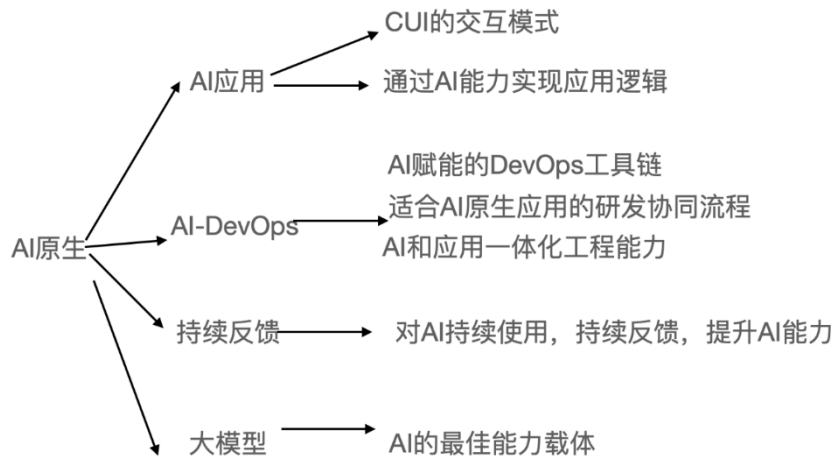 CUI的交互模式
AI应用
通过AI能力实现应用逻辑
AI赋能的DevOps工具链
AI-DevOps
适合AI原生应用的研发协同流程
AI原生
AI和应用一体化工程能力
持续反馈
对AI持续使用，持续反馈，提升AI能力
大模型
AI的最佳能力载体